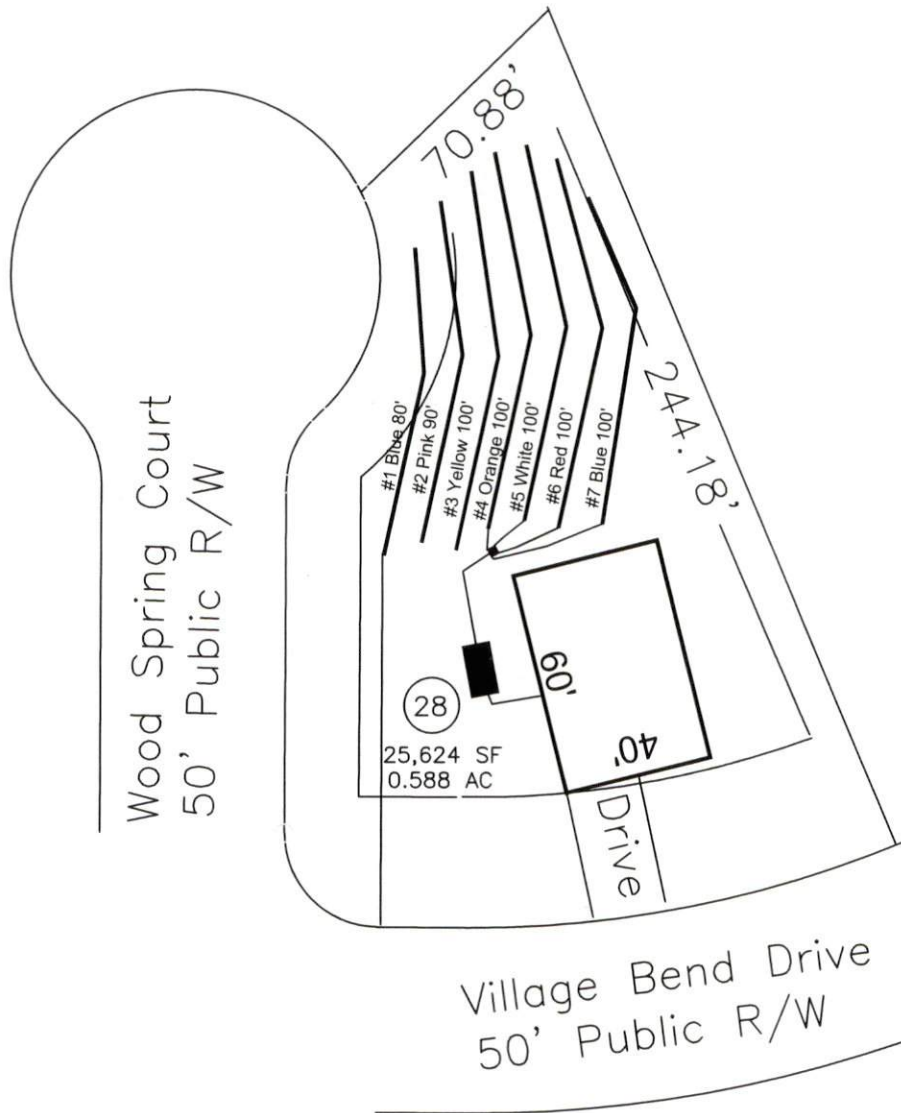 70.88'
244.18'
Wood Spring Court
50' Public R/W
#1 Blue 80'
#2 Pink 90'
#3 Yellow 100'
#4 Orange 100'
#5 White 100'
#6 Red 100'
#7 Blue 100'
60'
40'
28
25,624 SF
0.588 AC
Drive
Village Bend Drive
50' Public R/W